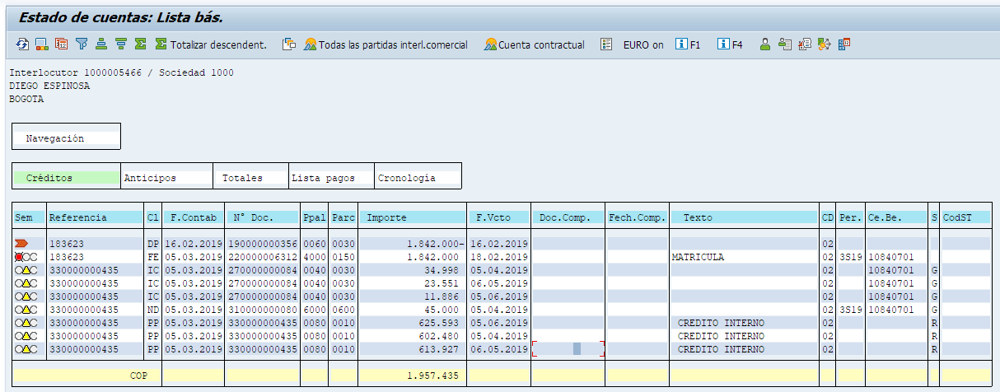 Estado de cuentas: Lista bás.
Totalizar descendent. Todas las partidas interl.comercial Cuenta contractual EURO on F1 F4
Interlocutor 1000005466 / Sociedad 1000
DIEGO ESPINOSA
BOGOTA
Navegación
Créditos Anticipos Totales Lista pagos Cronología
Sem Referencia Cl F.Contab N° Doc. Ppal Parc Importe F.Vcto Doc.Comp. Fech.Comp. Texto CD Per. Ce.Be. S CodST
183623 DP 16.02.2019 190000000356 0060 0030 1.842.000- 16.02.2019 02
183623 FE 05.03.2019 220000006312 4000 0150 1.842.000 18.02.2019 MATRICULA 02 3S19 10840701
330000000435 IC 05.03.2019 270000000084 0040 0030 34.998 05.04.2019 02 10840701 G
330000000435 IC 05.03.2019 270000000084 0040 0030 23.551 06.05.2019 02 10840701 G
330000000435 IC 05.03.2019 270000000084 0040 0030 11.886 05.06.2019 02 10840701 G
330000000435 ND 05.03.2019 310000000080 6000 0600 45.000 05.04.2019 02 3S19 10840701 G
330000000435 PP 05.03.2019 330000000435 0080 0010 625.593 05.06.2019 CREDITO INTERNO 02 R
330000000435 PP 05.03.2019 330000000435 0080 0010 602.480 05.04.2019 CREDITO INTERNO 02 R
330000000435 PP 05.03.2019 330000000435 0080 0010 613.927 06.05.2019 CREDITO INTERNO 02 R
COP 1.957.435